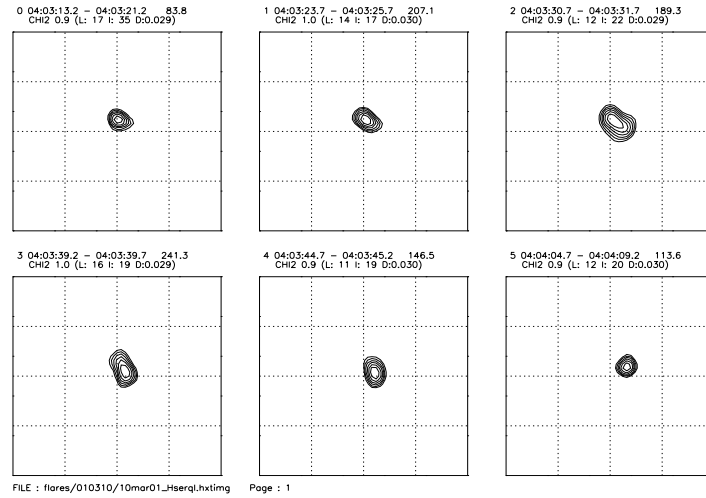 0 04:03:13.2 - 04:03:21.2 83.8
CHI2 0.9 (L: 17 I: 35 D:0.029)
1 04:03:23.7 - 04:03:25.7 207.1
CHI2 1.0 (L: 14 I: 17 D:0.030)
2 04:03:30.7 - 04:03:31.7 189.3
CHI2 0.9 (L: 12 I: 22 D:0.029)
3 04:03:39.2 - 04:03:39.7 241.3
CHI2 1.0 (L: 16 I: 19 D:0.029)
4 04:03:44.7 - 04:03:45.2 146.5
CHI2 0.9 (L: 11 I: 19 D:0.030)
5 04:04:04.7 - 04:04:09.2 113.6
CHI2 0.9 (L: 12 I: 20 D:0.030)
FILE : flares/010310/10mar01_Hserql.hxtimg Page : 1